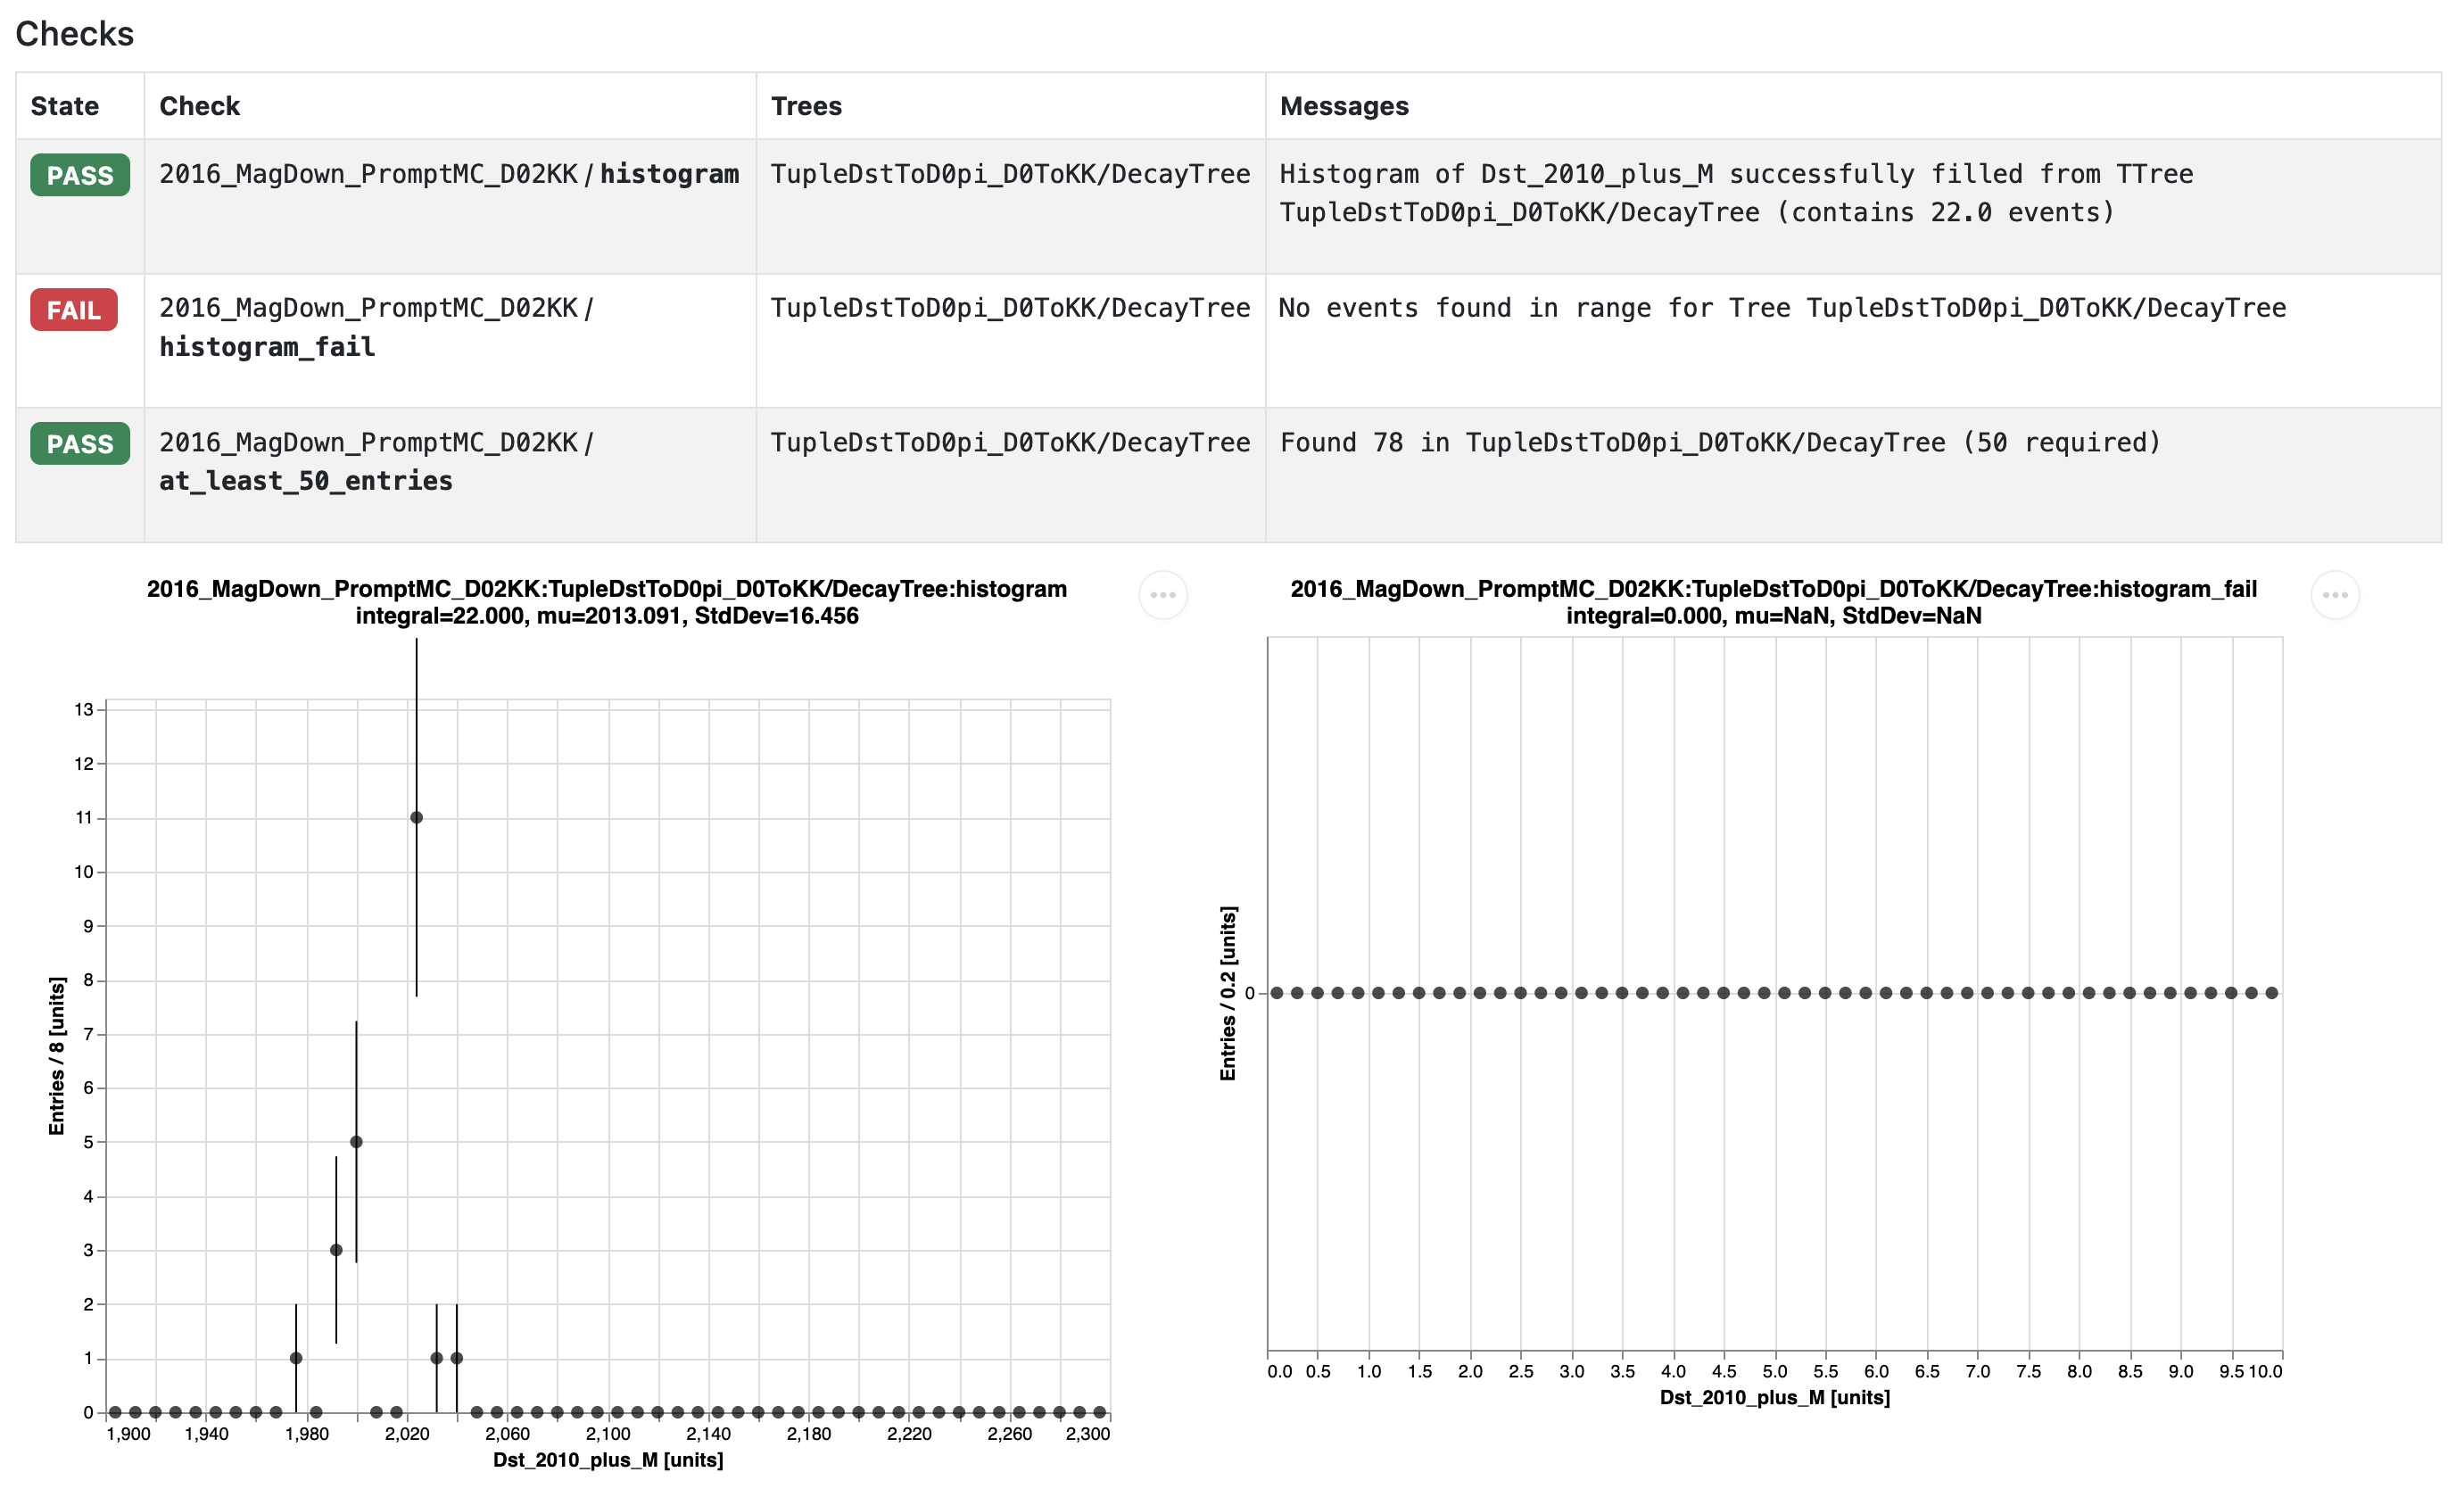 Checks
State Check Trees Messages
PASS 2016_MagDown_PromptMC_D02KK / histogram TupleDstToD0pi_D0ToKK/DecayTree Histogram of Dst_2010_plus_M successfully filled from TTree
TupleDstToD0pi_D0ToKK/DecayTree (contains 22.0 events)
FAIL 2016_MagDown_PromptMC_D02KK / TupleDstToD0pi_D0ToKK/DecayTree No events found in range for Tree TupleDstToD0pi_D0ToKK/DecayTree
histogram_fail
PASS 2016_MagDown_PromptMC_D02KK / TupleDstToD0pi_D0ToKK/DecayTree Found 78 in TupleDstToD0pi_D0ToKK/DecayTree (50 required)
at_least_50_entries
2016_MagDown_PromptMC_D02KK:TupleDstToD0pi_D0ToKK/DecayTree:histogram
integral=22.000, mu=2013.091, StdDev=16.456
13
12
11
10
9
8
7
6
5
4
3
2
1
0
Entries / 8 [units]
1,900 1,940 1,980 2,020 2,060 2,100 2,140 2,180 2,220 2,260 2,300
Dst_2010_plus_M [units]
2016_MagDown_PromptMC_D02KK:TupleDstToD0pi_D0ToKK/DecayTree:histogram_fail
integral=0.000, mu=NaN, StdDev=NaN
0
Entries / 0.2 [units]
0.0 0.5 1.0 1.5 2.0 2.5 3.0 3.5 4.0 4.5 5.0 5.5 6.0 6.5 7.0 7.5 8.0 8.5 9.0 9.5 10.0
Dst_2010_plus_M [units]